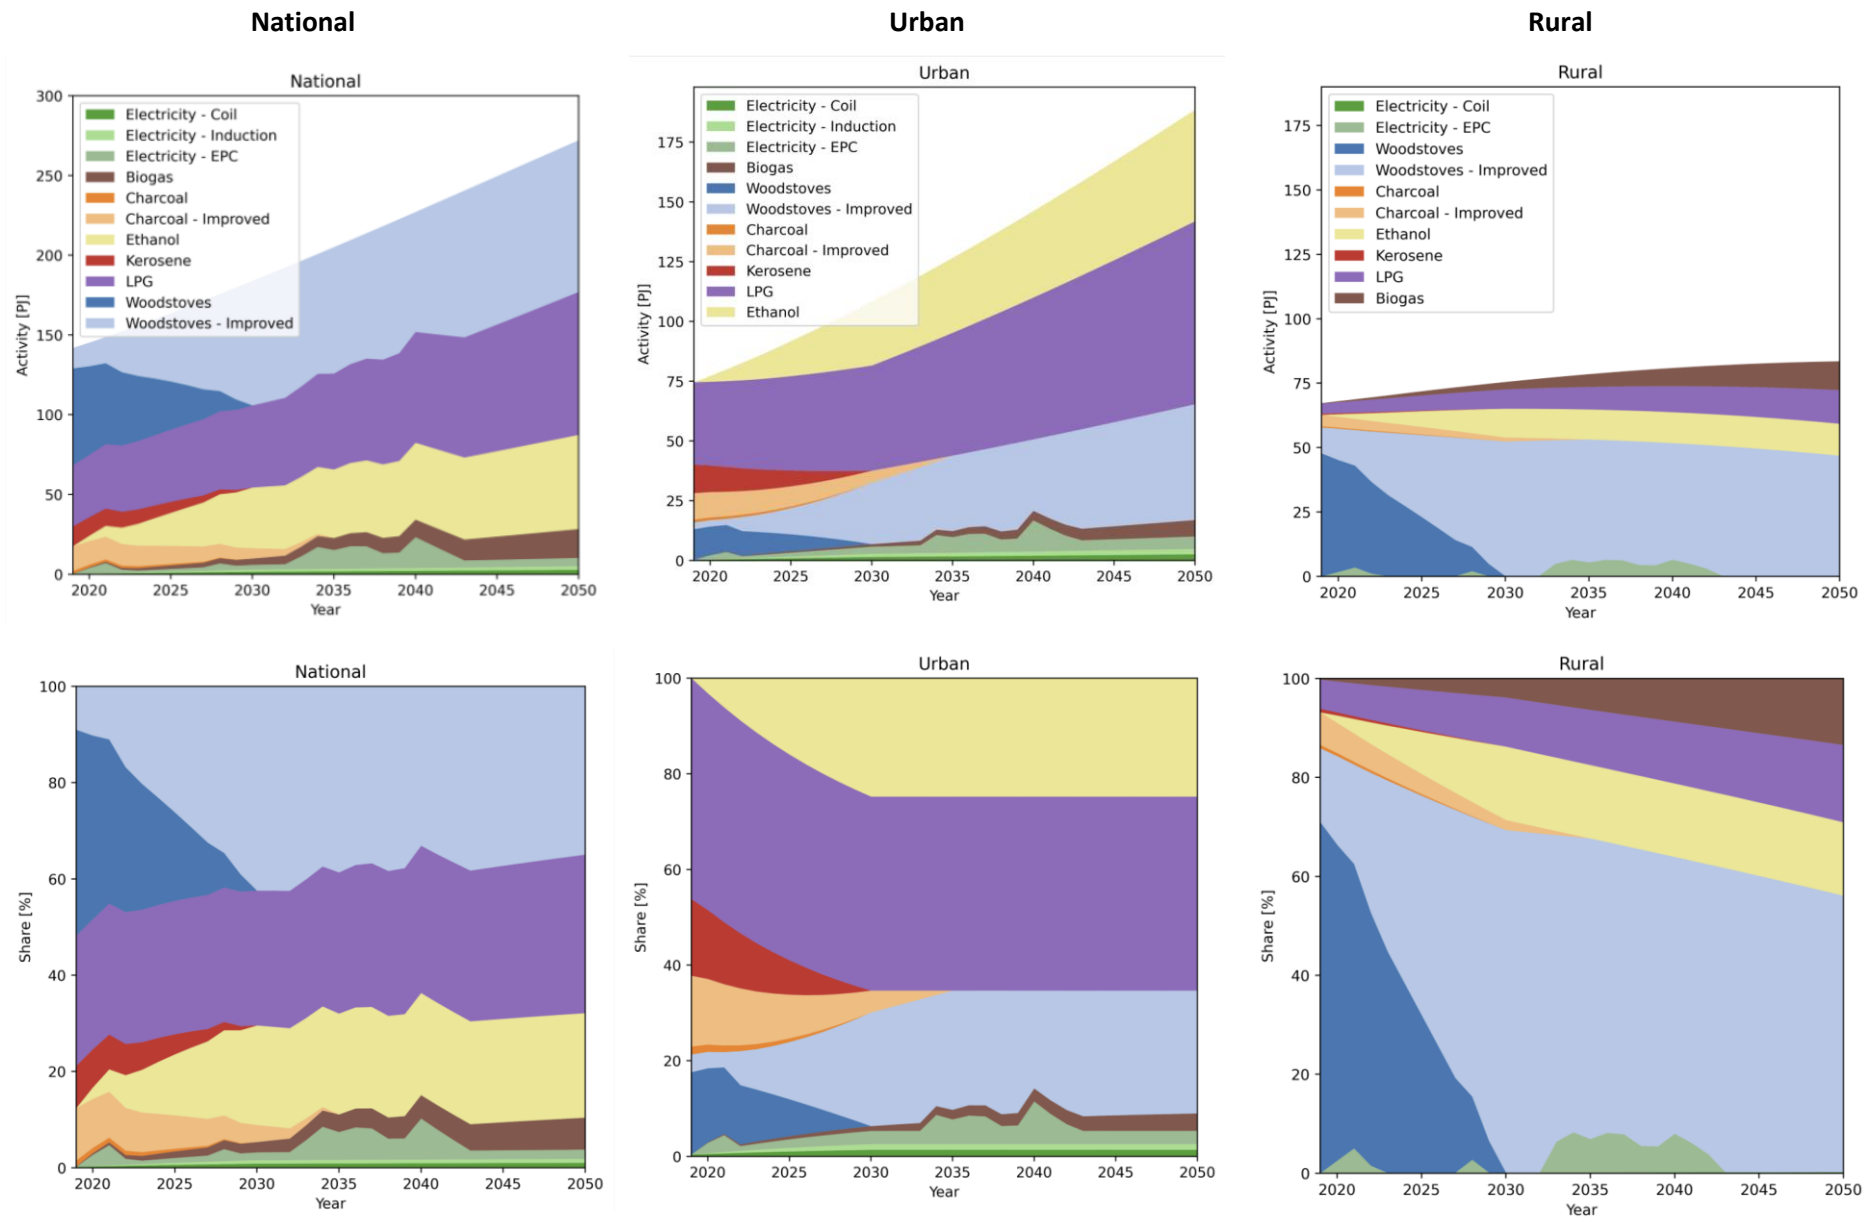 National
Urban
Rural
National
300
250
200
150
100
50
0
Activity [PJ]
Electricity - Coil
Electricity - Induction
Electricity - EPC
Biogas
Charcoal
Charcoal - Improved
Ethanol
Kerosene
LPG
Woodstoves
Woodstoves - Improved
2020 2025 2030 2035 2040 2045 2050
Year
Urban
175
150
125
100
75
50
25
0
Activity [PJ]
Electricity - Coil
Electricity - Induction
Electricity - EPC
Biogas
Woodstoves
Woodstoves - Improved
Charcoal
Charcoal - Improved
Kerosene
LPG
Ethanol
2020 2025 2030 2035 2040 2045 2050
Year
Rural
175
150
125
100
75
50
25
0
Activity [PJ]
Electricity - Coil
Electricity - EPC
Woodstoves
Woodstoves - Improved
Charcoal
Charcoal - Improved
Ethanol
Kerosene
LPG
Biogas
2020 2025 2030 2035 2040 2045 2050
Year
National
100
80
60
40
20
0
Share [%]
2020 2025 2030 2035 2040 2045 2050
Year
Urban
100
80
60
40
20
0
Share [%]
2020 2025 2030 2035 2040 2045 2050
Year
Rural
100
80
60
40
20
0
Share [%]
2020 2025 2030 2035 2040 2045 2050
Year